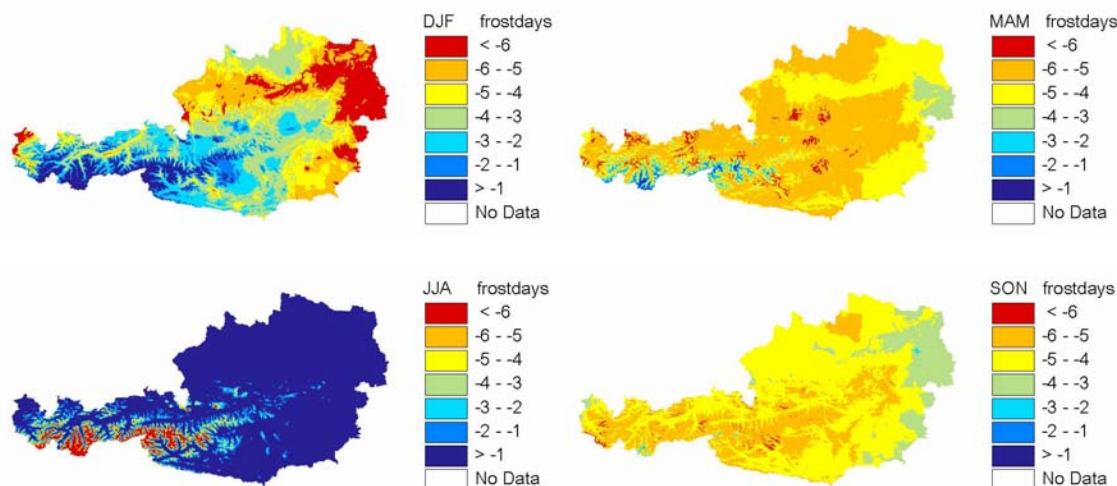 DJF frostdays
< -6
-6 - -5
-5 - -4
-4 - -3
-3 - -2
-2 - -1
> -1
No Data
MAM frostdays
< -6
-6 - -5
-5 - -4
-4 - -3
-3 - -2
-2 - -1
> -1
No Data
JJA frostdays
< -6
-6 - -5
-5 - -4
-4 - -3
-3 - -2
-2 - -1
> -1
No Data
SON frostdays
< -6
-6 - -5
-5 - -4
-4 - -3
-3 - -2
-2 - -1
> -1
No Data